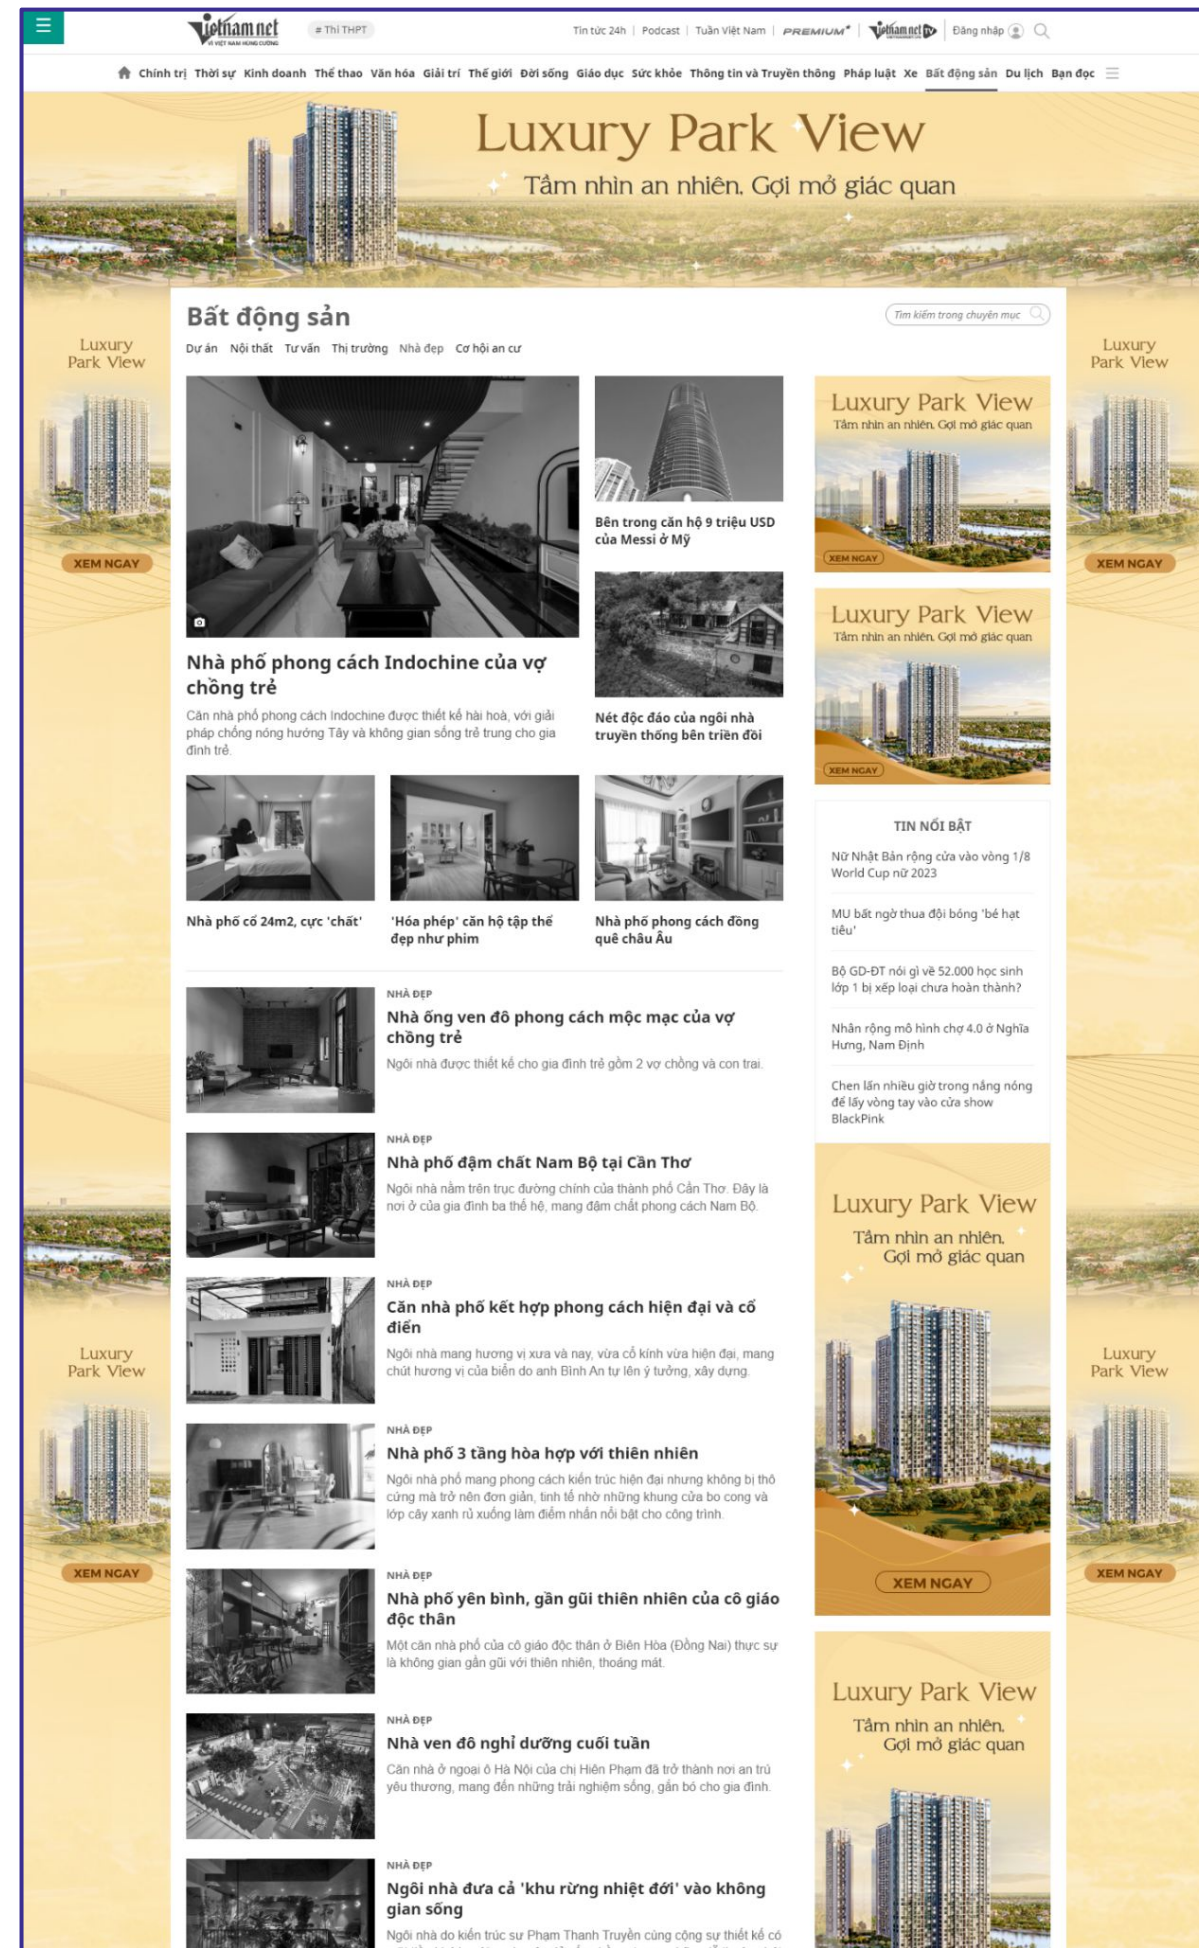 Vietnamnet
VÌ VIỆT NAM HÙNG CƯỜNG
# Thi THPT
Tin tức 24h | Podcast | Tuần Việt Nam | PREMIUM | Vietnamnet TV | Đăng nhập
Chính trị Thời sự Kinh doanh Thể thao Văn hóa Giải trí Thế giới Đời sống Giáo dục Sức khỏe Thông tin và Truyền thông Pháp luật Xe Bất động sản Du lịch Bạn đọc
Luxury Park View
Tầm nhìn an nhiên. Gợi mở giác quan
Luxury
Park View
XEM NGAY
Bất động sản
Tìm kiếm trong chuyên mục
Dự án Nội thất Tư vấn Thị trường Nhà đẹp Cơ hội an cư
Nhà phố phong cách Indochine của vợ
chồng trẻ
Căn nhà phố phong cách Indochine được thiết kế hài hoà, với giải
pháp chống nóng hướng Tây và không gian sống trẻ trung cho gia
đình trẻ.
Bên trong căn hộ 9 triệu USD
của Messi ở Mỹ
Nét độc đáo của ngôi nhà
truyền thống bên triền đồi
Nhà phố cổ 24m2, cực 'chất'
'Hóa phép' căn hộ tập thể
đẹp như phim
Nhà phố phong cách đồng
quê châu Âu
NHÀ ĐẸP
Nhà ống ven đô phong cách mộc mạc của vợ
chồng trẻ
Ngôi nhà được thiết kế cho gia đình trẻ gồm 2 vợ chồng và con trai.
NHÀ ĐẸP
Nhà phố đậm chất Nam Bộ tại Cần Thơ
Ngôi nhà nằm trên trục đường chính của thành phố Cần Thơ. Đây là
nơi ở của gia đình ba thế hệ, mang đậm chất phong cách Nam Bộ.
NHÀ ĐẸP
Căn nhà phố kết hợp phong cách hiện đại và cổ
điển
Ngôi nhà mang hương vị xưa và nay, vừa cổ kính vừa hiện đại, mang
chút hương vị của biển do anh Bình An tự lên ý tưởng, xây dựng.
NHÀ ĐẸP
Nhà phố 3 tầng hòa hợp với thiên nhiên
Ngôi nhà phố mang phong cách kiến trúc hiện đại nhưng không bị thô
cứng mà trở nên đơn giản, tinh tế nhờ những khung cửa bo cong và
lớp cây xanh rủ xuống làm điểm nhấn nổi bật cho công trình.
NHÀ ĐẸP
Nhà phố yên bình, gần gũi thiên nhiên của cô giáo
độc thân
Một căn nhà phố của cô giáo độc thân ở Biên Hòa (Đồng Nai) thực sự
là không gian gần gũi với thiên nhiên, thoáng mát.
NHÀ ĐẸP
Nhà ven đô nghỉ dưỡng cuối tuần
Căn nhà ở ngoại ô Hà Nội của chị Hiên Phạm đã trở thành nơi an trú
yêu thương, mang đến những trải nghiệm sống, gắn bó cho gia đình.
NHÀ ĐẸP
Ngôi nhà đưa cả 'khu rừng nhiệt đới' vào không
gian sống
Ngôi nhà do kiến trúc sư Phạm Thanh Truyền cùng cộng sự thiết kế có
Luxury Park View
Tầm nhìn an nhiên. Gợi mở giác quan
XEM NGAY
Luxury Park View
Tầm nhìn an nhiên. Gợi mở giác quan
XEM NGAY
TIN NỔI BẬT
Nữ Nhật Bản rộng cửa vào vòng 1/8
World Cup nữ 2023
MU bất ngờ thua đội bóng 'bé hạt
tiêu'
Bộ GD-ĐT nói gì về 52.000 học sinh
lớp 1 bị xếp loại chưa hoàn thành?
Nhân rộng mô hình chợ 4.0 ở Nghĩa
Hưng, Nam Định
Chen lấn nhiều giờ trong nắng nóng
để lấy vòng tay vào cửa show
BlackPink
Luxury Park View
Tầm nhìn an nhiên.
Gợi mở giác quan
XEM NGAY
Luxury Park View
Tầm nhìn an nhiên.
Gợi mở giác quan
Luxury
Park View
XEM NGAY
Luxury
Park View
XEM NGAY
Luxury
Park View
XEM NGAY